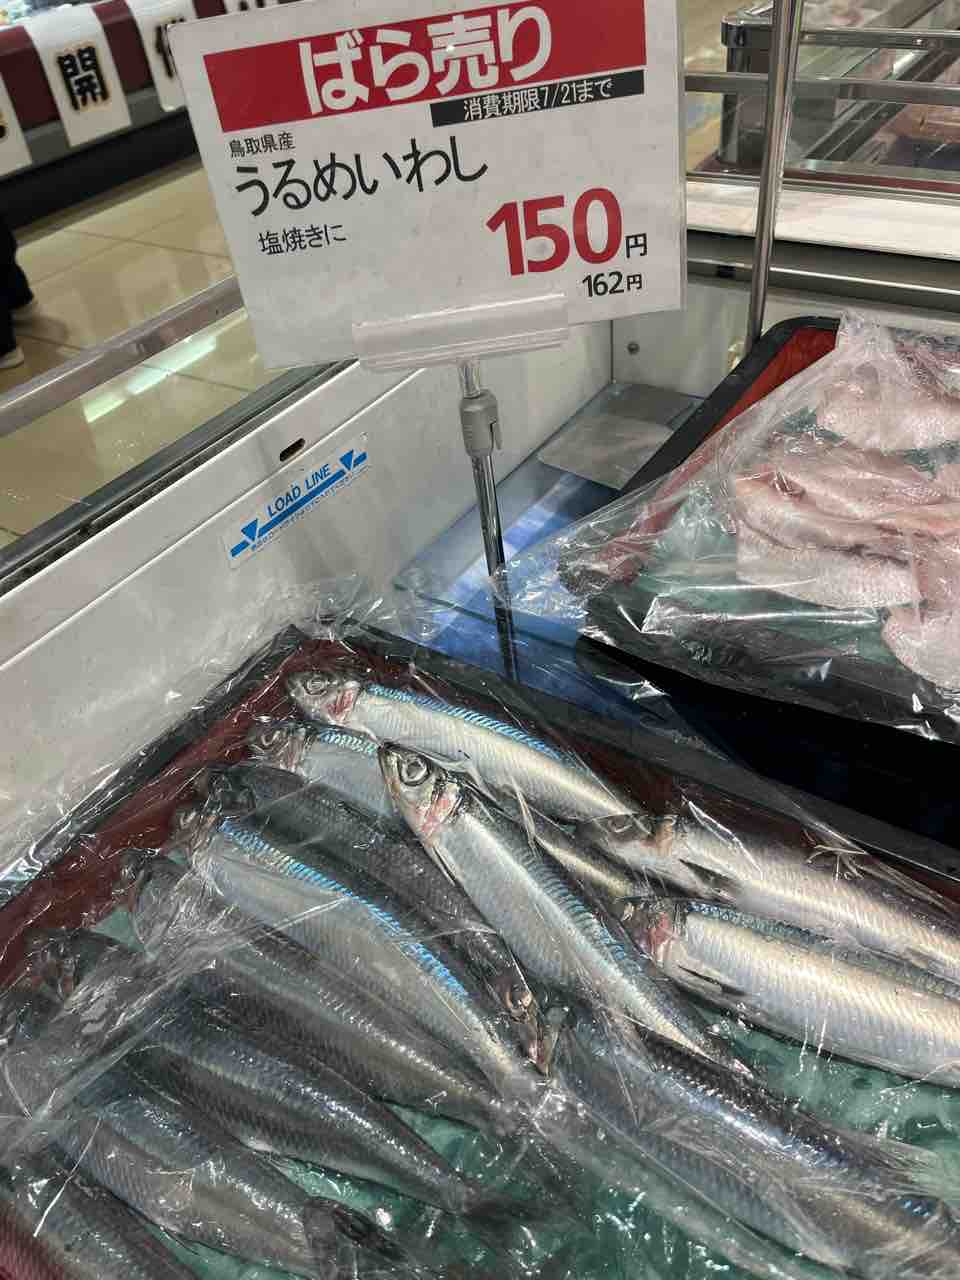 開
ばら売り
消費期限7/21まで
鳥取県産
うるめいわし
塩焼きに
150円
162円
LOAD LINE